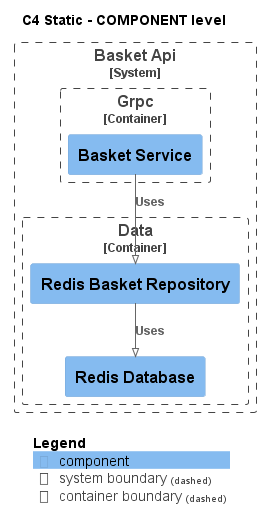 C4 Static - COMPONENT level
Basket Api
[System]
Grpc
[Container]
Basket Service
Uses
Data
[Container]
Redis Basket Repository
Uses
Redis Database
Legend
component
system boundary (dashed)
container boundary (dashed)